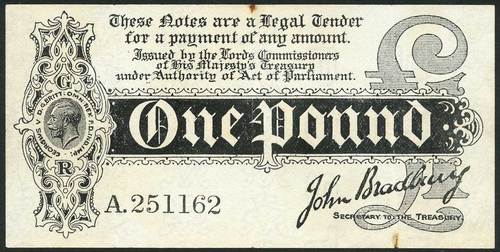 These Notes are a Legal Tender
for a payment of any amount.
Issued by the Lords Commissioners
of His Majesty's Treasury
under Authority of Act of Parliament.
£
G
One Pound
R
A.251162
John Bradbury
SECRETARY TO THE TREASURY.